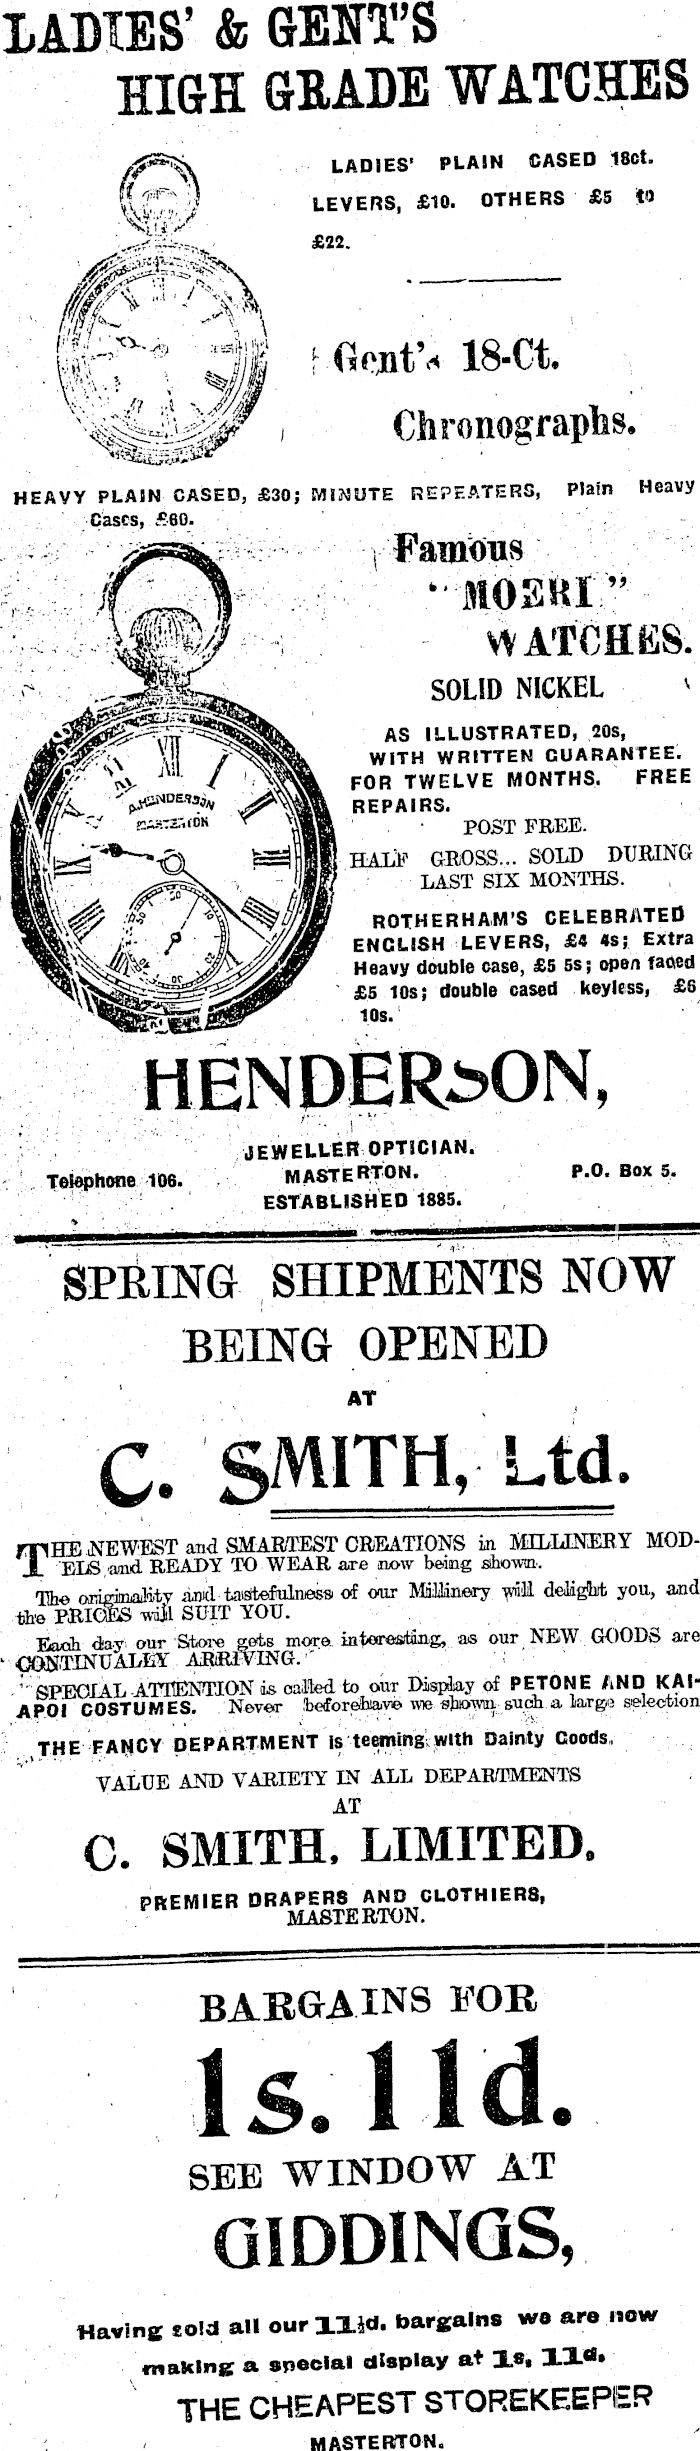 LADIES' & GENT'S
HIGH GRADE WATCHES
LADIES' PLAIN CASED 18ct.
LEVERS, £10. OTHERS £5 to
£22.
Gent's 18-Ct.
Chronographs.
HEAVY PLAIN CASED, £30; MINUTE REPEATERS, Plain Heavy
Cases, £60.
Famous
"MOERI"
WATCHES.
SOLID NICKEL
AS ILLUSTRATED, 20s,
WITH WRITTEN GUARANTEE.
FOR TWELVE MONTHS. FREE
REPAIRS.
POST FREE.
HALF GROSS... SOLD DURING
LAST SIX MONTHS.
A. HENDERSON
MASTERTON
ROTHERHAM'S CELEBRATED
ENGLISH LEVERS, £4 4s; Extra
Heavy double case, £5 5s; open faced
£5 10s; double cased keyless, £6
10s.
HENDERSON,
JEWELLER OPTICIAN.
Telephone 106. MASTERTON. P.O. Box 5.
ESTABLISHED 1885.
SPRING SHIPMENTS NOW
BEING OPENED
AT
C. SMITH, Ltd.
THE NEWEST and SMARTEST CREATIONS in MILLINERY MOD-
ELS and READY TO WEAR are now being shown.
The originality and tastefulness of our Millinery will delight you, and
the PRICES will SUIT YOU.
Each day our Store gets more interesting, as our NEW GOODS are
CONTINUALLY ARRIVING.
SPECIAL ATTENTION is called to our Display of PETONE AND KAI-
APOI COSTUMES. Never before have we shown such a large selection
THE FANCY DEPARTMENT is teeming with Dainty Goods.
VALUE AND VARIETY IN ALL DEPARTMENTS
AT
C. SMITH, LIMITED.
PREMIER DRAPERS AND CLOTHIERS,
MASTERTON.
BARGAINS FOR
1s. 11d.
SEE WINDOW AT
GIDDINGS,
Having sold all our 11½d. bargains we are now
making a special display at 1s, 11d.
THE CHEAPEST STOREKEEPER
MASTERTON.